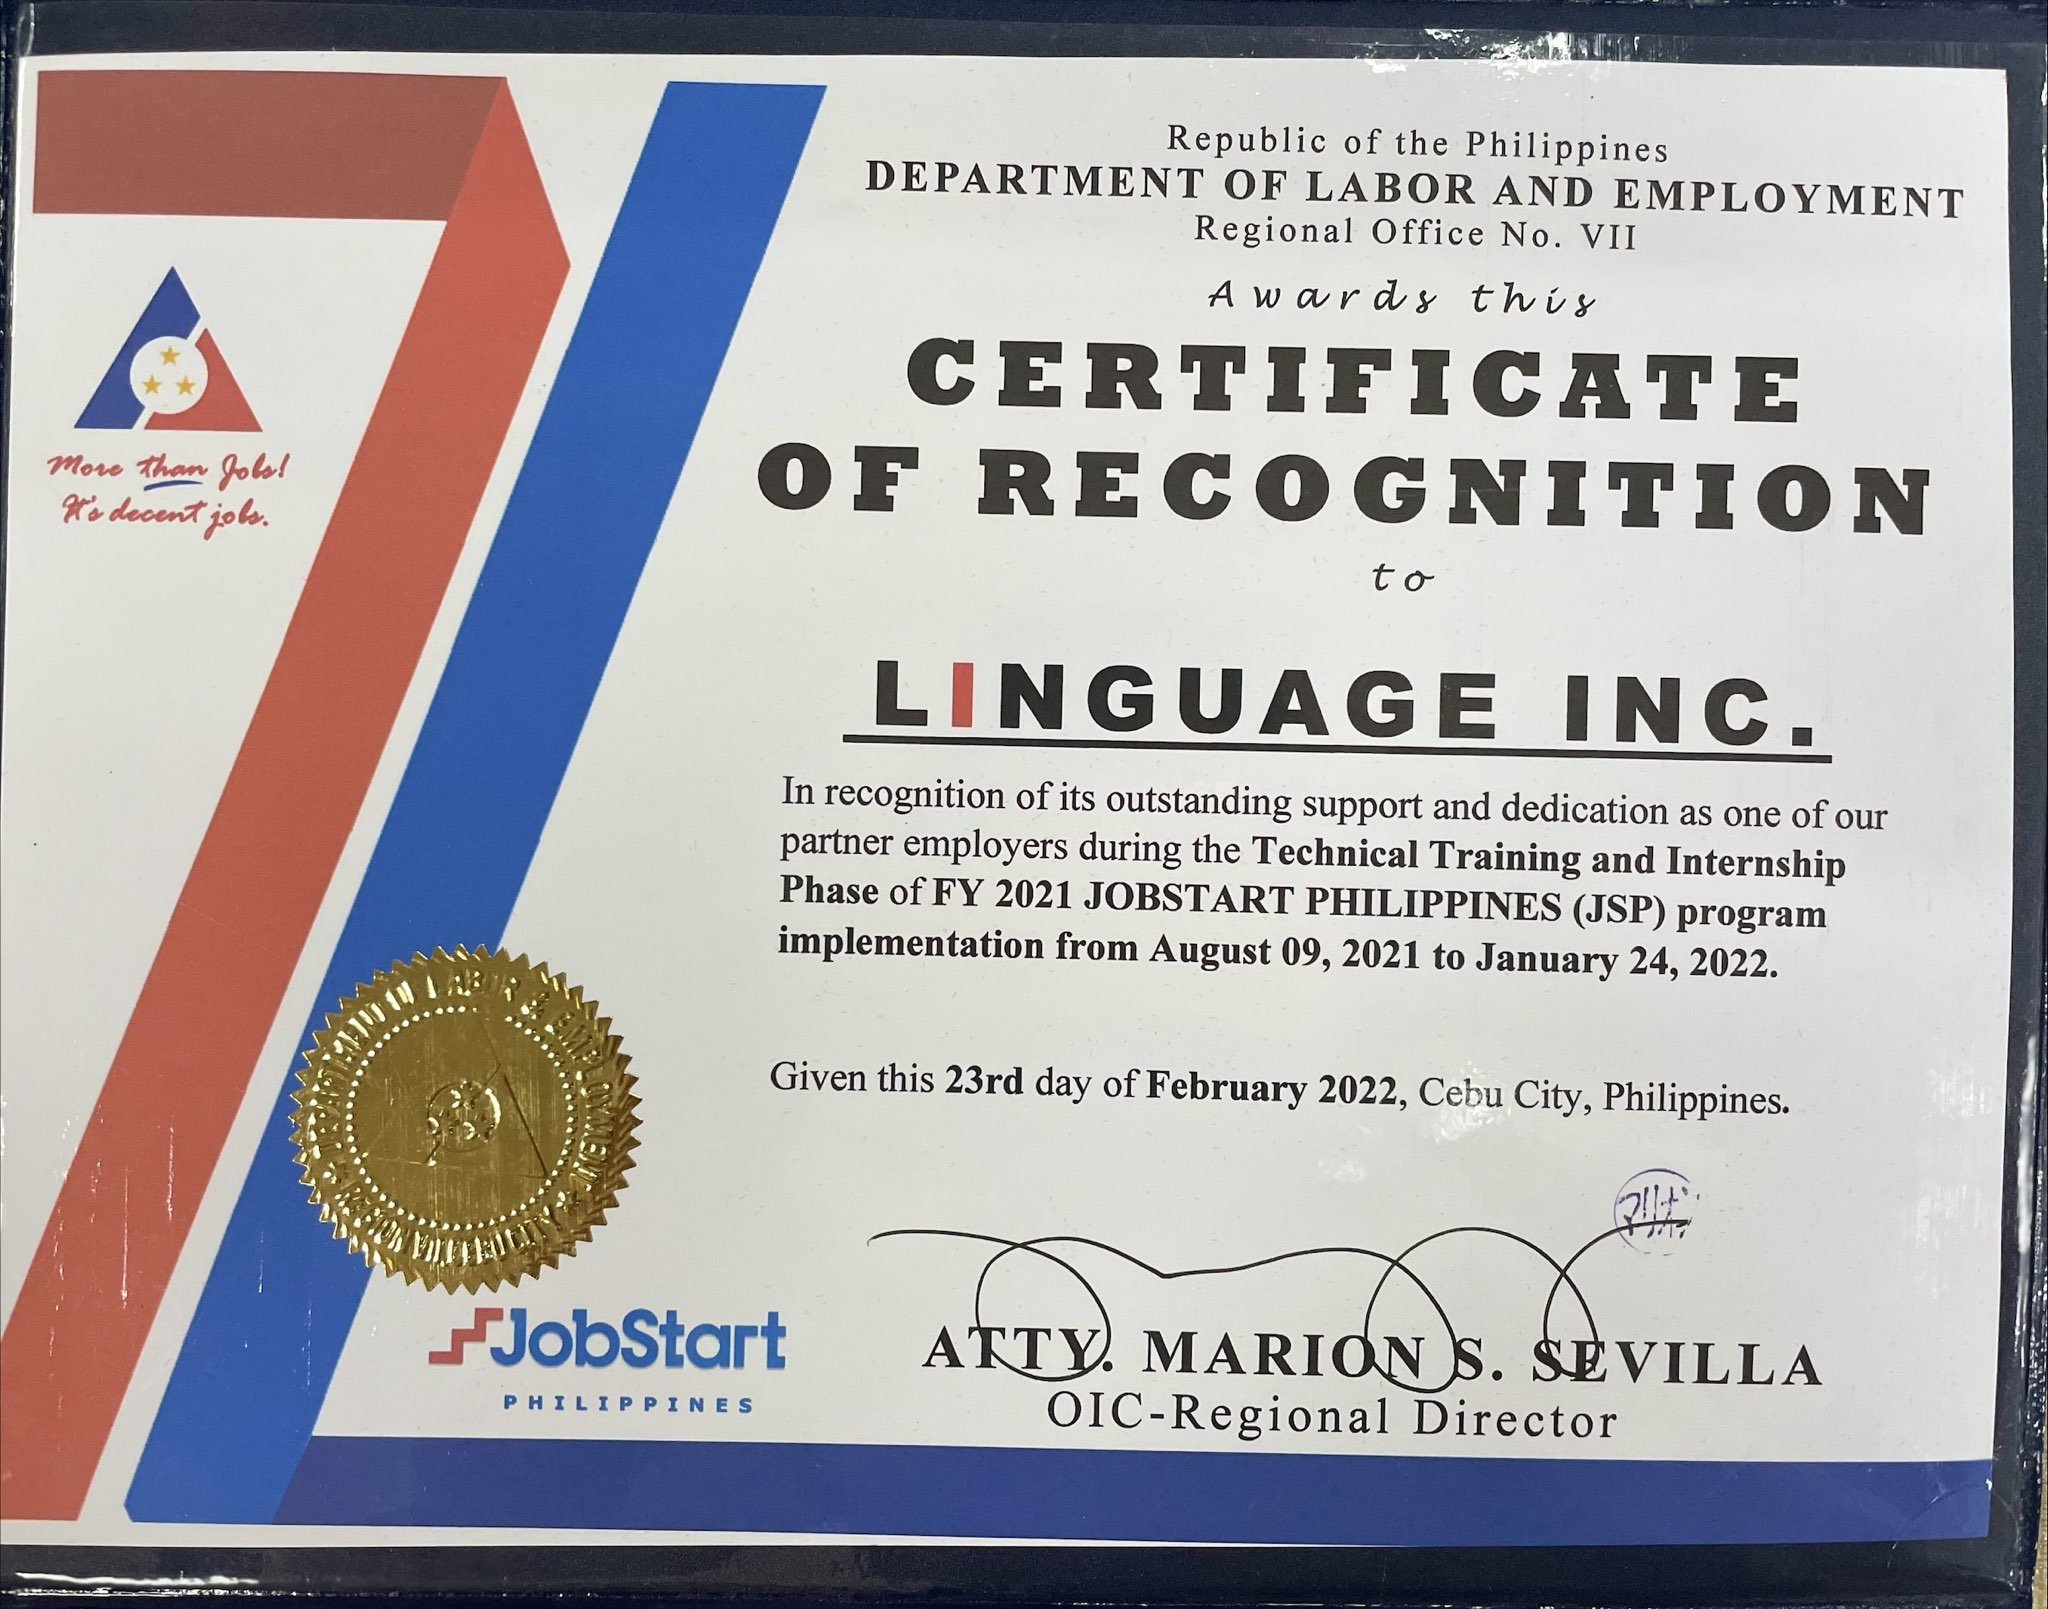 Republic of the Philippines
DEPARTMENT OF LABOR AND EMPLOYMENT
Regional Office No. VII
Awards this
CERTIFICATE
OF RECOGNITION
to
LINGUAGE INC.
In recognition of its outstanding support and dedication as one of our
partner employers during the Technical Training and Internship
Phase of FY 2021 JOBSTART PHILIPPINES (JSP) program
implementation from August 09, 2021 to January 24, 2022.
Given this 23rd day of February 2022, Cebu City, Philippines.
ATTY. MARION S. SEVILLA
OIC-Regional Director
More than Jobs!
It's decent jobs.
LABOR & EMPLOYMENT
JobStart
PHILIPPINES